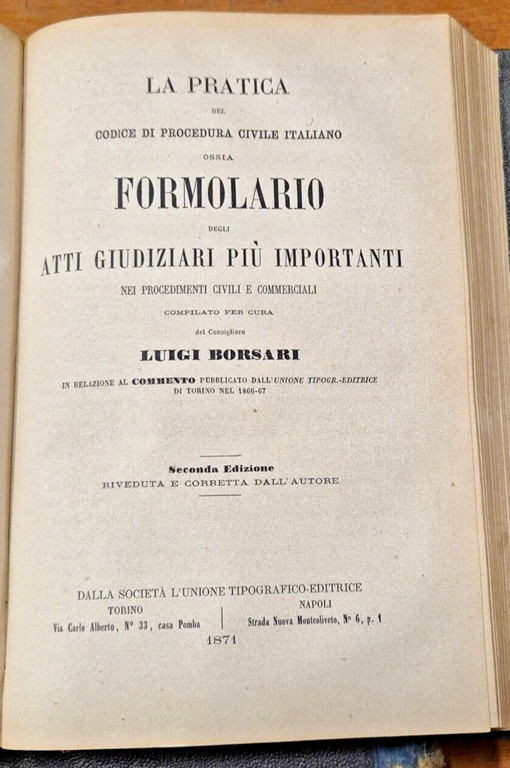 LA PRATICA
DEL
CODICE DI PROCEDURA CIVILE ITALIANO
OSSIA
FORMOLARIO
DEGLI
ATTI GIUDIZIARI PIÙ IMPORTANTI
NEI PROCEDIMENTI CIVILI E COMMERCIALI
COMPILATO PER CURA
del Consigliere
LUIGI BORSARI
IN RELAZIONE AL COMMENTO PUBBLICATO DALL'UNIONE TIPOGR.-EDITRICE
DI TORINO NEL 1866-67
Seconda Edizione
RIVEDUTA E CORRETTA DALL'AUTORE
DALLA SOCIETÀ L'UNIONE TIPOGRAFICO-EDITRICE
TORINO
Via Carlo Alberto, Nº 33, casa Pomba
NAPOLI
Strada Nuova Monteoliveto, Nº 6, p. 1
1871